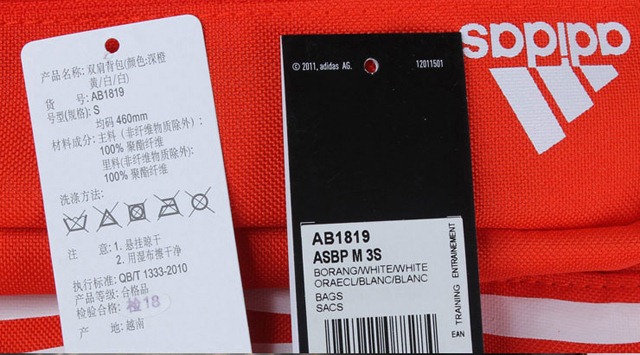 产品名称: 双肩背包(颜色:深橙
黄/白/白)
货 号: AB1819
号型(规格): S
均码 460mm
材料成分: 主料(非纤维物质除外):
100% 聚酯纤维
里料(非纤维物质除外):
100% 聚酯纤维
洗涤方法:
注 意: 1. 悬挂晾干
2. 用湿布擦干净
执行标准: QB/T 1333-2010
产品等级: 合格品
检验合格: 检18
产 地: 越南
© 2011, adidas AG.
12011501
AB1819
ASBP M 3S
BORANG/WHITE/WHITE
ORAECL/BLANC/BLANC
BAGS
SACS
EAN
TRAINING ENTRAINEMENT
adidas